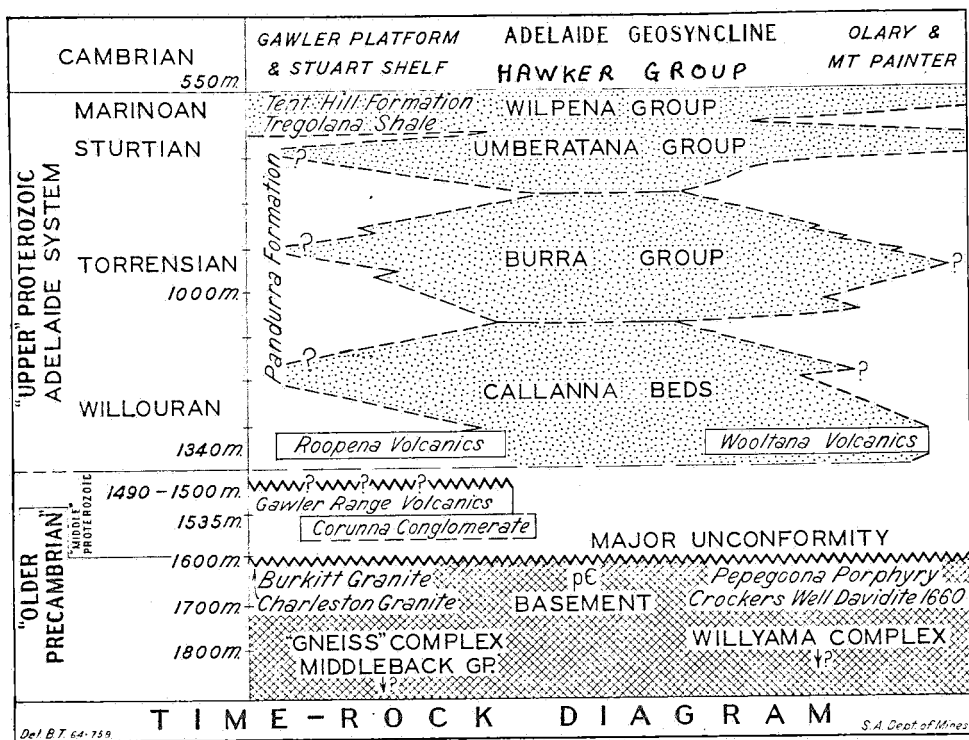 CAMBRIAN
550m.
GAWLER PLATFORM
& STUART SHELF
ADELAIDE GEOSYNCLINE
HAWKER GROUP
OLARY &
MT PAINTER
"UPPER" PROTEROZOIC
ADELAIDE SYSTEM
MARINOAN
Tent Hill Formation
Tregolana Shale
WILPENA GROUP
STURTIAN
?
UMBERATANA GROUP
Pandurra Formation
TORRENSIAN
1000m.
?
BURRA GROUP
?
?
CALLANNA BEDS
?
WILLOURAN
1340m.
Roopena Volcanics
Wooltana Volcanics
"OLDER
PRECAMBRIAN"
"MIDDLE"
PROTEROZOIC
1490-1500m.
? ? ?
Gawler Range Volcanics
1535m.
Corunna Conglomerate
MAJOR UNCONFORMITY
1600m.
Burkitt Granite
Charleston Granite
p€
BASEMENT
Pepegoona Porphyry
Crockers Well Davidite 1660
1700m.
1800m.
"GNEISS" COMPLEX
MIDDLEBACK GP.
?
WILLYAMA COMPLEX
?
TIME-ROCK DIAGRAM
Del. B.T. 64-759
S.A. Dept of Mines